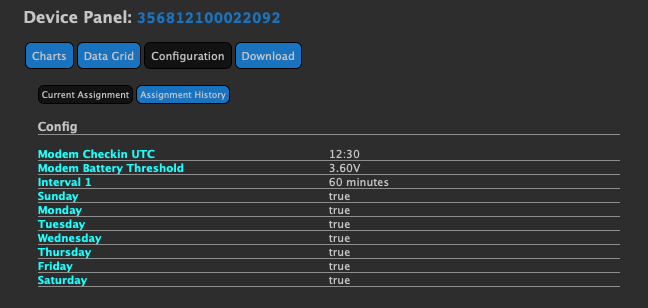 Device Panel: 356812100022092
Charts Data Grid Configuration Download
Current Assignment Assignment History
Config
Modem Checkin UTC 12:30
Modem Battery Threshold 3.60V
Interval 1 60 minutes
Sunday true
Monday true
Tuesday true
Wednesday true
Thursday true
Friday true
Saturday true